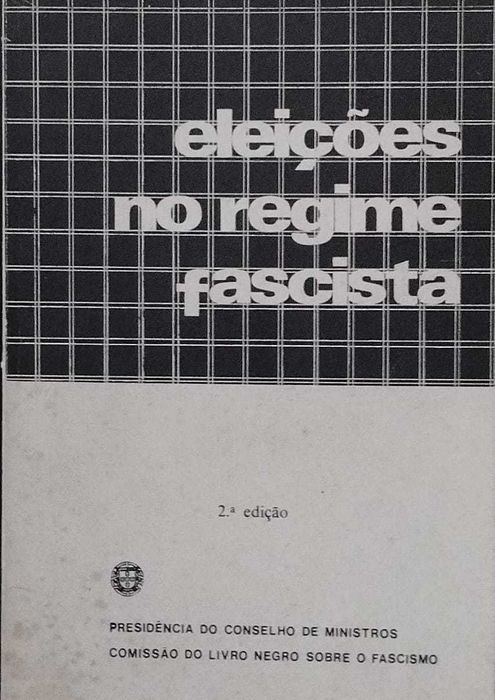 eleições
no regime
fascista
2.ª edição
PRESIDÊNCIA DO CONSELHO DE MINISTROS
COMISSÃO DO LIVRO NEGRO SOBRE O FASCISMO